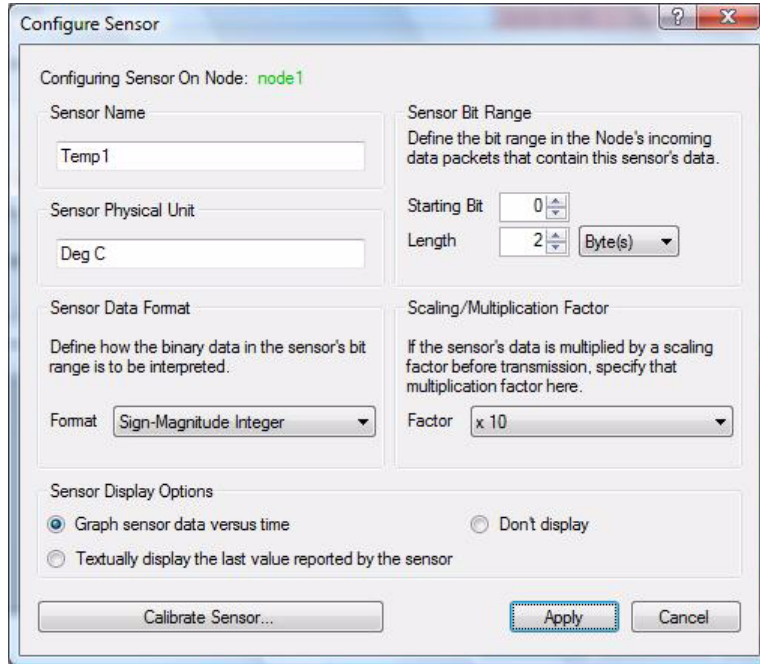 Configure Sensor
?
X
Configuring Sensor On Node: node1
Sensor Name
Temp1
Sensor Physical Unit
Deg C
Sensor Bit Range
Define the bit range in the Node's incoming
data packets that contain this sensor's data.
Starting Bit 0
Length 2 Byte(s)
Sensor Data Format
Define how the binary data in the sensor's bit
range is to be interpreted.
Format Sign-Magnitude Integer
Scaling/Multiplication Factor
If the sensor's data is multiplied by a scaling
factor before transmission, specify that
multiplication factor here.
Factor x 10
Sensor Display Options
Graph sensor data versus time
Don't display
Textually display the last value reported by the sensor
Calibrate Sensor...
Apply
Cancel